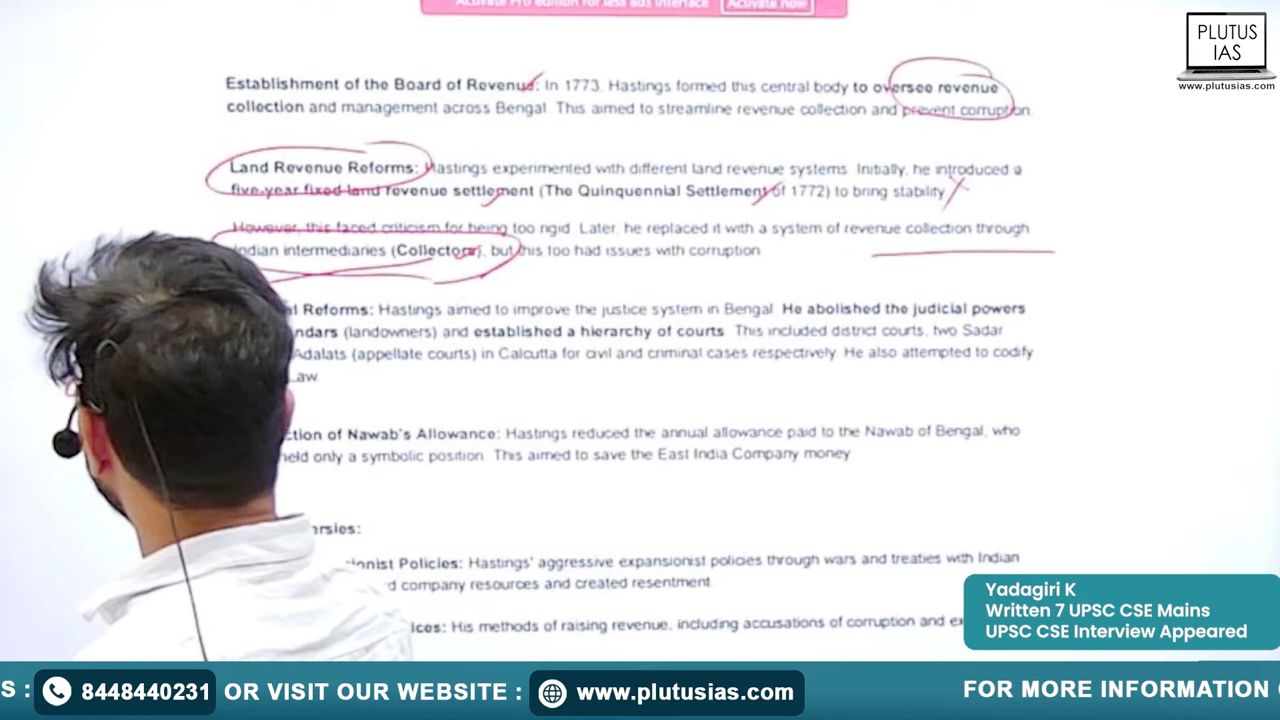 Activate Pro edition for less ads interface Activate now
PLUTUS
IAS
www.plutusias.com
Establishment of the Board of Revenue: In 1773, Hastings formed this central body to oversee revenue
collection and management across Bengal. This aimed to streamline revenue collection and prevent corruption.
Land Revenue Reforms: Hastings experimented with different land revenue systems. Initially, he introduced a
five-year fixed land revenue settlement (The Quinquennial Settlement of 1772) to bring stability
However, this faced criticism for being too rigid. Later, he replaced it with a system of revenue collection through
Indian intermediaries (Collectors), but this too had issues with corruption
Reforms: Hastings aimed to improve the justice system in Bengal. He abolished the judicial powers
(landowners) and established a hierarchy of courts. This included district courts, two Sadar
Adalats (appellate courts) in Calcutta for civil and criminal cases respectively. He also attempted to codify
Law
of Nawab's Allowance: Hastings reduced the annual allowance paid to the Nawab of Bengal, who
held only a symbolic position. This aimed to save the East India Company money
Policies: Hastings' aggressive expansionist policies through wars and treaties with Indian
company resources and created resentment
His methods of raising revenue, including accusations of corruption and
Yadagiri K
Written 7 UPSC CSE Mains
UPSC CSE Interview Appeared
S : 8448440231 OR VISIT OUR WEBSITE : www.plutusias.com FOR MORE INFORMATION